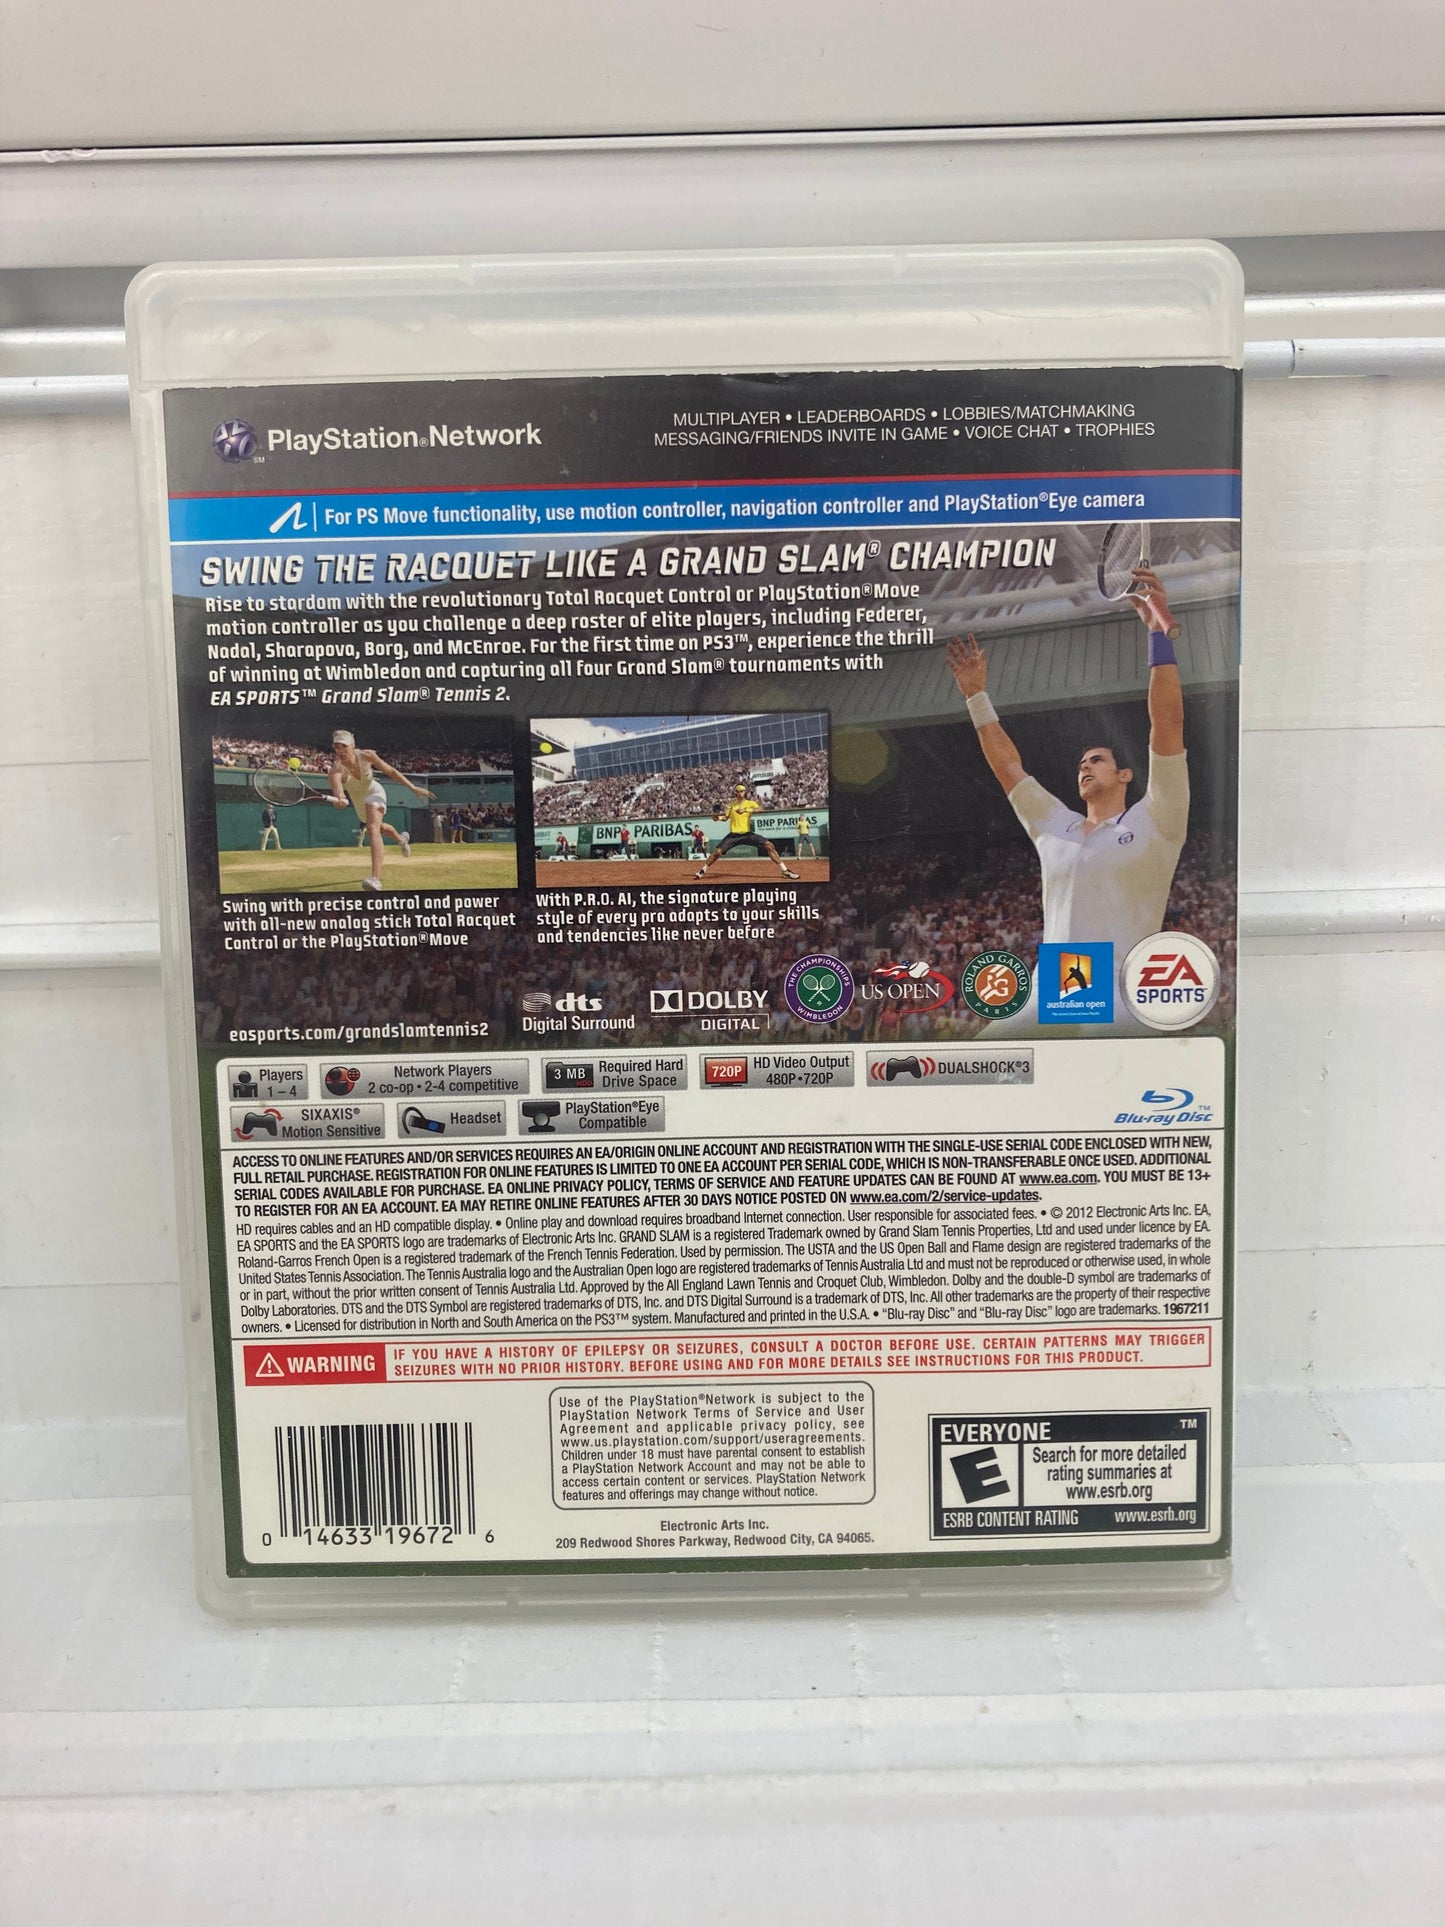 PlayStation®Network
SM
MULTIPLAYER • LEADERBOARDS • LOBBIES/MATCHMAKING
MESSAGING/FRIENDS INVITE IN GAME • VOICE CHAT • TROPHIES
For PS Move functionality, use motion controller, navigation controller and PlayStation®Eye camera
SWING THE RACQUET LIKE A GRAND SLAM® CHAMPION
Rise to stardom with the revolutionary Total Racquet Control or PlayStation®Move
motion controller as you challenge a deep roster of elite players, including Federer,
Nadal, Sharapova, Borg, and McEnroe. For the first time on PS3™, experience the thrill
of winning at Wimbledon and capturing all four Grand Slam® tournaments with
EA SPORTS™ Grand Slam® Tennis 2.
BNP PARIBAS
BNP PARIBAS
Swing with precise control and power
with all-new analog stick Total Racquet
Control or the PlayStation®Move
With P.R.O. AI, the signature playing
style of every pro adapts to your skills
and tendencies like never before
easports.com/grandslamtennis2
dts
Digital Surround
DOLBY
DIGITAL
THE CHAMPIONSHIPS
WIMBLEDON
US OPEN
ROLAND GARROS
RG
PARIS
australian open
EA
SPORTS
Players
1 – 4
Network Players
2 co-op • 2-4 competitive
3 MB
HDD
Required Hard
Drive Space
720P
HD Video Output
480P•720P
DUALSHOCK®3
SIXAXIS®
Motion Sensitive
Headset
PlayStation®Eye
Compatible
Blu-ray Disc™
ACCESS TO ONLINE FEATURES AND/OR SERVICES REQUIRES AN EA/ORIGIN ONLINE ACCOUNT AND REGISTRATION WITH THE SINGLE-USE SERIAL CODE ENCLOSED WITH NEW,
FULL RETAIL PURCHASE. REGISTRATION FOR ONLINE FEATURES IS LIMITED TO ONE EA ACCOUNT PER SERIAL CODE, WHICH IS NON-TRANSFERABLE ONCE USED. ADDITIONAL
SERIAL CODES AVAILABLE FOR PURCHASE. EA ONLINE PRIVACY POLICY, TERMS OF SERVICE AND FEATURE UPDATES CAN BE FOUND AT www.ea.com. YOU MUST BE 13+
TO REGISTER FOR AN EA ACCOUNT. EA MAY RETIRE ONLINE FEATURES AFTER 30 DAYS NOTICE POSTED ON www.ea.com/2/service-updates.
HD requires cables and an HD compatible display. • Online play and download requires broadband Internet connection. User responsible for associated fees. • © 2012 Electronic Arts Inc. EA,
EA SPORTS and the EA SPORTS logo are trademarks of Electronic Arts Inc. GRAND SLAM is a registered Trademark owned by Grand Slam Tennis Properties, Ltd and used under licence by EA.
Roland-Garros French Open is a registered trademark of the French Tennis Federation. Used by permission. The USTA and the US Open Ball and Flame design are registered trademarks of the
United States Tennis Association. The Tennis Australia logo and the Australian Open logo are registered trademarks of Tennis Australia Ltd and must not be reproduced or otherwise used, in whole
or in part, without the prior written consent of Tennis Australia Ltd. Approved by the All England Lawn Tennis and Croquet Club, Wimbledon. Dolby and the double-D symbol are trademarks of
Dolby Laboratories. DTS and the DTS Symbol are registered trademarks of DTS, Inc. and DTS Digital Surround is a trademark of DTS, Inc. All other trademarks are the property of their respective
owners. • Licensed for distribution in North and South America on the PS3™ system. Manufactured and printed in the U.S.A. • “Blu-ray Disc” and “Blu-ray Disc” logo are trademarks. 1967211
WARNING
IF YOU HAVE A HISTORY OF EPILEPSY OR SEIZURES, CONSULT A DOCTOR BEFORE USE. CERTAIN PATTERNS MAY TRIGGER
SEIZURES WITH NO PRIOR HISTORY. BEFORE USING AND FOR MORE DETAILS SEE INSTRUCTIONS FOR THIS PRODUCT.
0 14633 19672 6
Use of the PlayStation®Network is subject to the
PlayStation Network Terms of Service and User
Agreement and applicable privacy policy, see
www.us.playstation.com/support/useragreements.
Children under 18 must have parental consent to establish
a PlayStation Network Account and may not be able to
access certain content or services. PlayStation Network
features and offerings may change without notice.
Electronic Arts Inc.
209 Redwood Shores Parkway, Redwood City, CA 94065.
EVERYONE
TM
E
Search for more detailed
rating summaries at
www.esrb.org
ESRB CONTENT RATING www.esrb.org